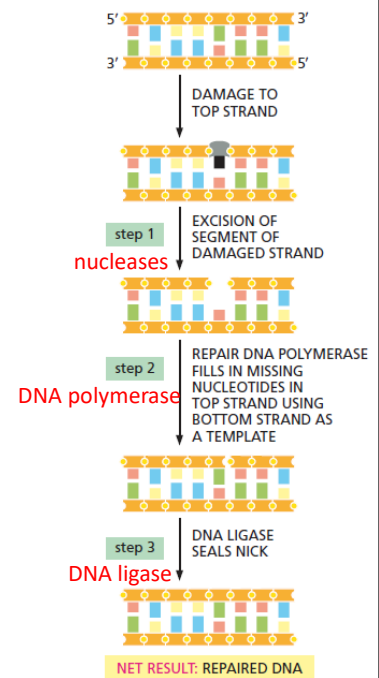 5’ 3’
3’ 5’
DAMAGE TO
TOP STRAND
step 1
nucleases
EXCISION OF
SEGMENT OF
DAMAGED STRAND
step 2
DNA polymerase
REPAIR DNA POLYMERASE
FILLS IN MISSING
NUCLEOTIDES IN
TOP STRAND USING
BOTTOM STRAND AS
A TEMPLATE
step 3
DNA ligase
DNA LIGASE
SEALS NICK
NET RESULT: REPAIRED DNA